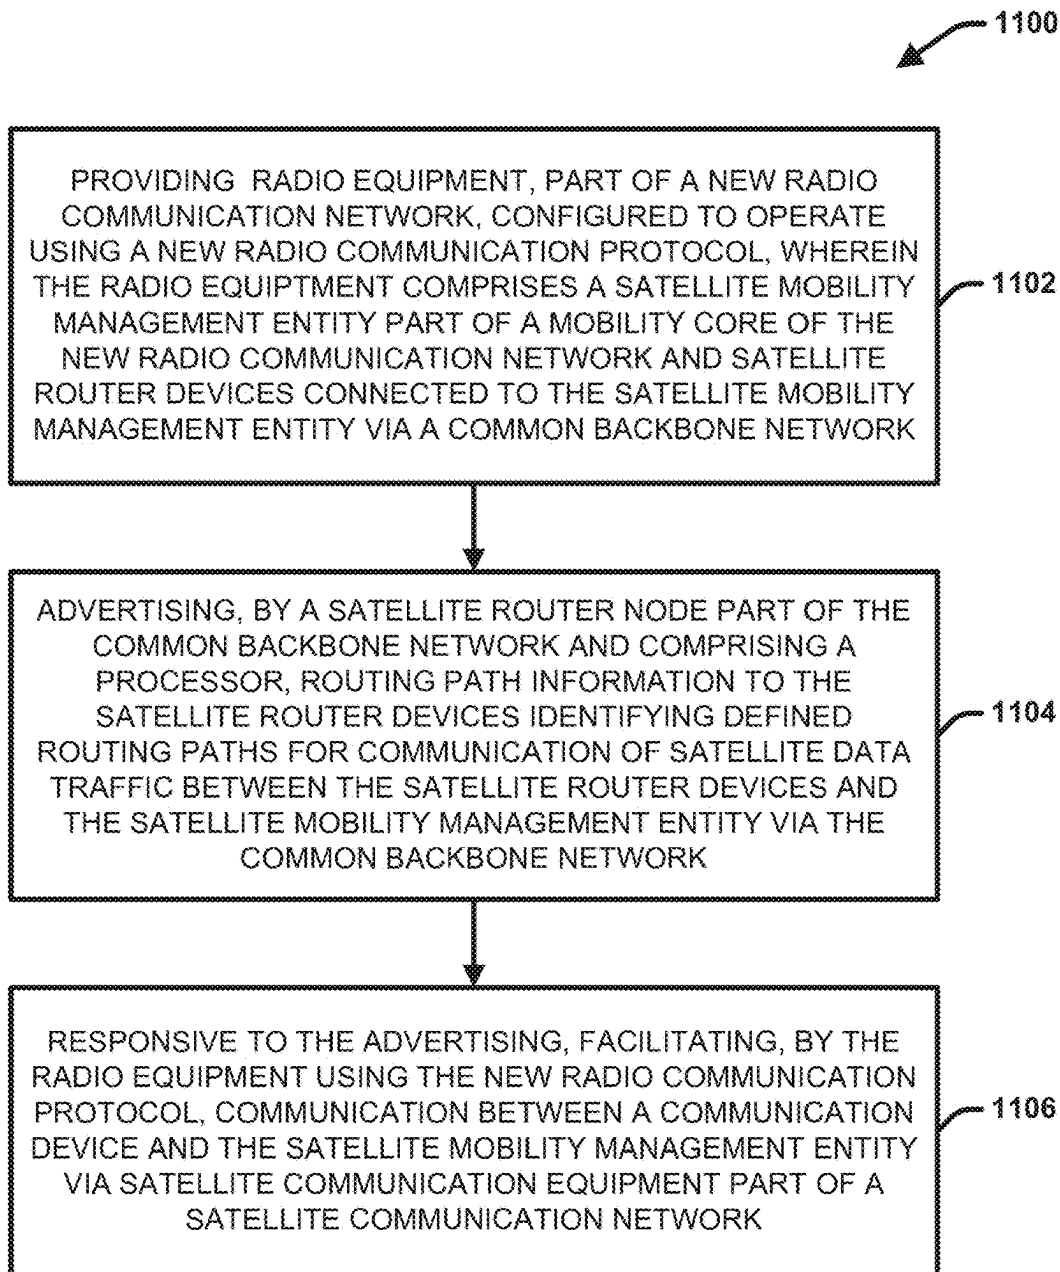 1100
PROVIDING RADIO EQUIPMENT, PART OF A NEW RADIO
COMMUNICATION NETWORK, CONFIGURED TO OPERATE
USING A NEW RADIO COMMUNICATION PROTOCOL, WHEREIN
THE RADIO EQUIPTMENT COMPRISES A SATELLITE MOBILITY
MANAGEMENT ENTITY PART OF A MOBILITY CORE OF THE
NEW RADIO COMMUNICATION NETWORK AND SATELLITE
ROUTER DEVICES CONNECTED TO THE SATELLITE MOBILITY
MANAGEMENT ENTITY VIA A COMMON BACKBONE NETWORK
1102
ADVERTISING, BY A SATELLITE ROUTER NODE PART OF THE
COMMON BACKBONE NETWORK AND COMPRISING A
PROCESSOR, ROUTING PATH INFORMATION TO THE
SATELLITE ROUTER DEVICES IDENTIFYING DEFINED
ROUTING PATHS FOR COMMUNICATION OF SATELLITE DATA
TRAFFIC BETWEEN THE SATELLITE ROUTER DEVICES AND
THE SATELLITE MOBILITY MANAGEMENT ENTITY VIA THE
COMMON BACKBONE NETWORK
1104
RESPONSIVE TO THE ADVERTISING, FACILITATING, BY THE
RADIO EQUIPMENT USING THE NEW RADIO COMMUNICATION
PROTOCOL, COMMUNICATION BETWEEN A COMMUNICATION
DEVICE AND THE SATELLITE MOBILITY MANAGEMENT ENTITY
VIA SATELLITE COMMUNICATION EQUIPMENT PART OF A
SATELLITE COMMUNICATION NETWORK
1106